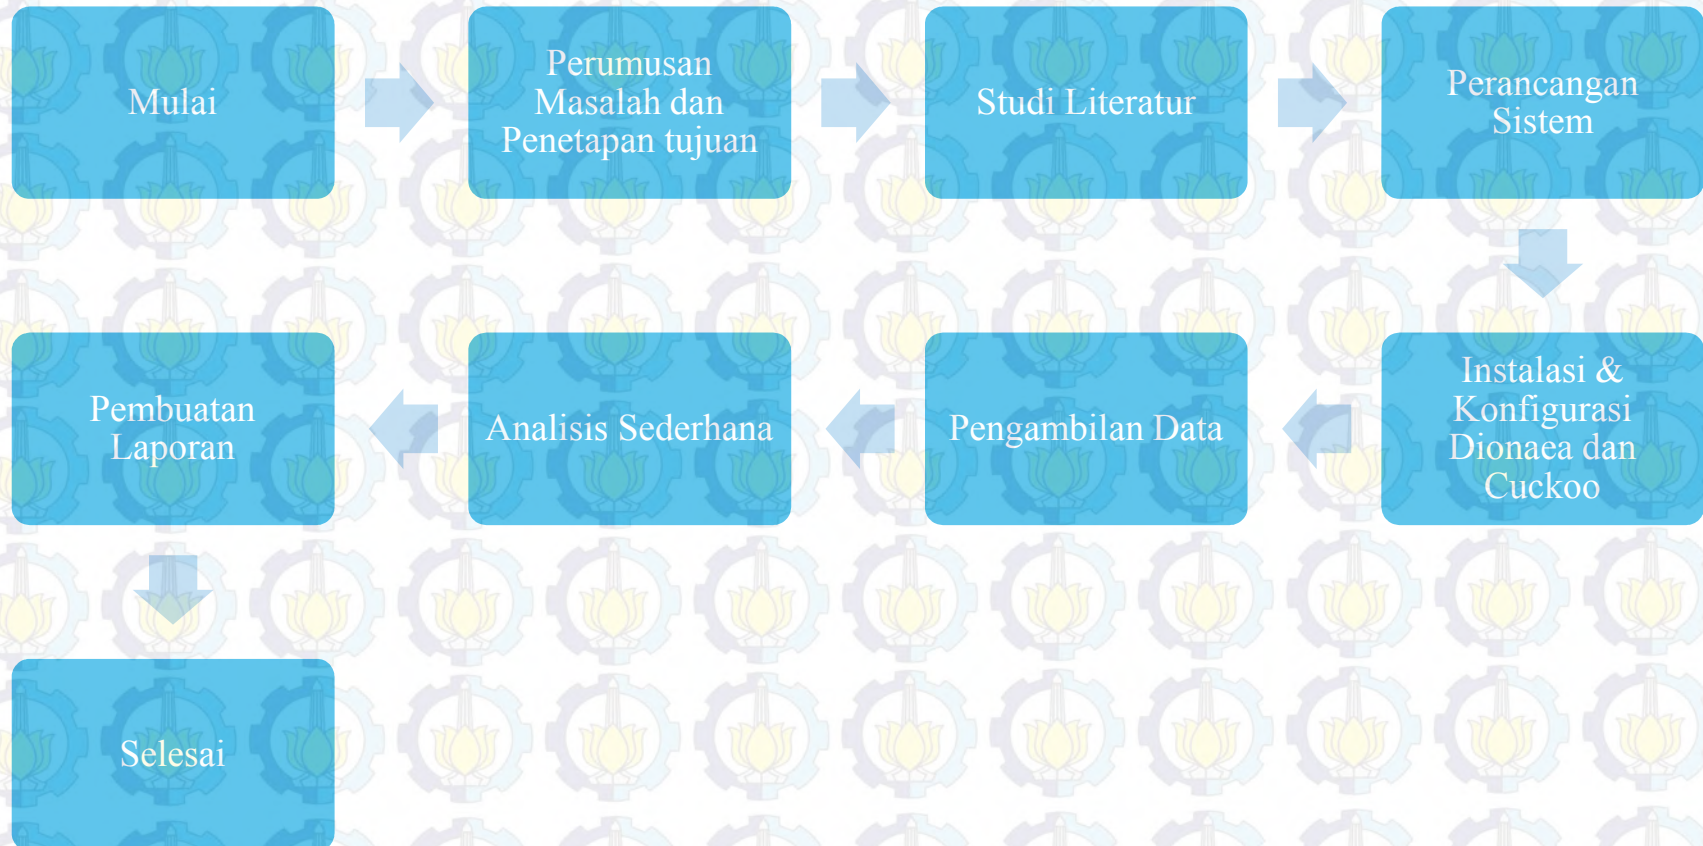 Mulai
Perumusan
Masalah dan
Penetapan tujuan
Studi Literatur
Perancangan
Sistem
Instalasi &
Konfigurasi
Dionaea dan
Cuckoo
Pengambilan Data
Analisis Sederhana
Pembuatan
Laporan
Selesai